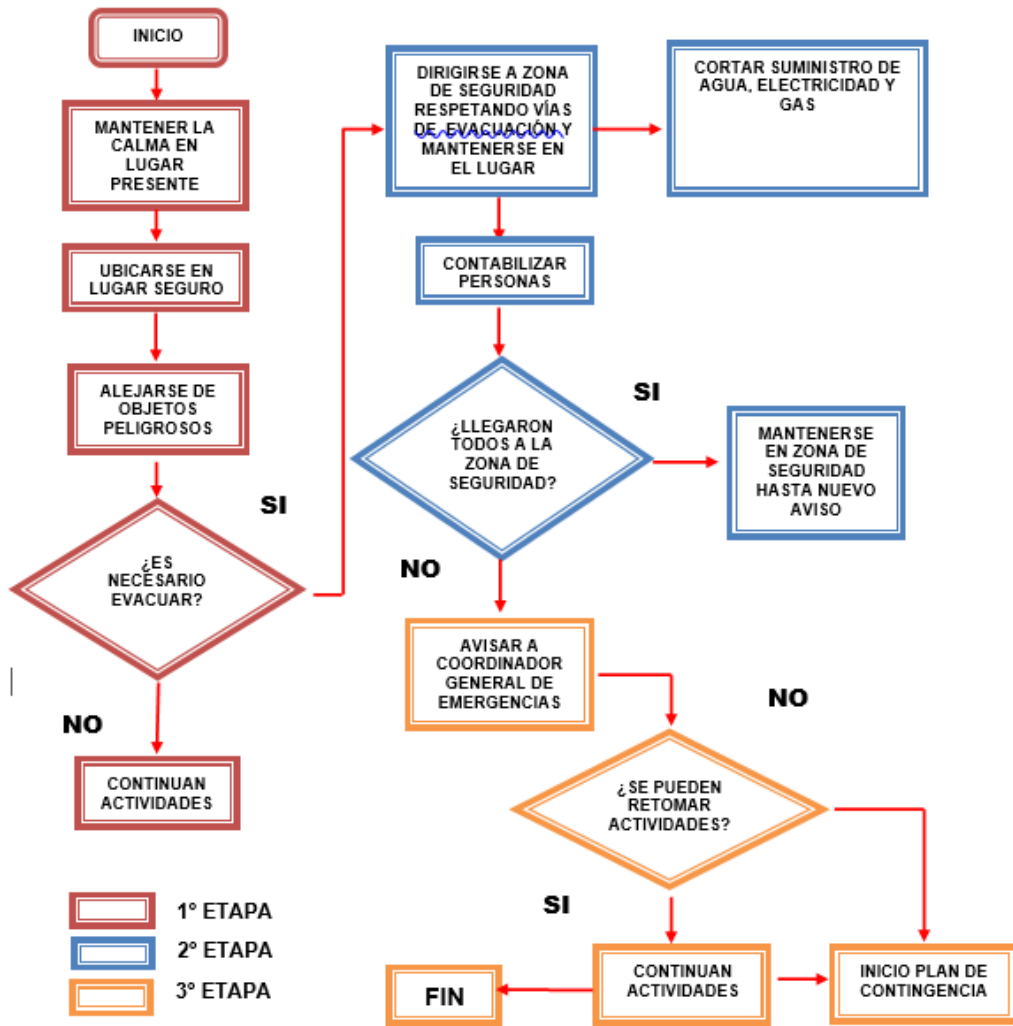 INICIO
MANTENER LA
CALMA EN
LUGAR
PRESENTE
UBICARSE EN
LUGAR SEGURO
ALEJARSE DE
OBJETOS
PELIGROSOS
SI
¿ES
NECESARIO
EVACUAR?
NO
CONTINUAN
ACTIVIDADES
DIRIGIRSE A ZONA
DE SEGURIDAD
RESPETANDO VÍAS
DE EVACUACIÓN Y
MANTENERSE EN
EL LUGAR
CORTAR SUMINISTRO DE
AGUA, ELECTRICIDAD Y
GAS
CONTABILIZAR
PERSONAS
SI
¿LLEGARON
TODOS A LA
ZONA DE
SEGURIDAD?
MANTENERSE
EN ZONA DE
SEGURIDAD
HASTA NUEVO
AVISO
NO
AVISAR A
COORDINADOR
GENERAL DE
EMERGENCIAS
NO
¿SE PUEDEN
RETOMAR
ACTIVIDADES?
SI
CONTINUAN
ACTIVIDADES
INICIO PLAN DE
CONTINGENCIA
FIN
1° ETAPA
2° ETAPA
3° ETAPA